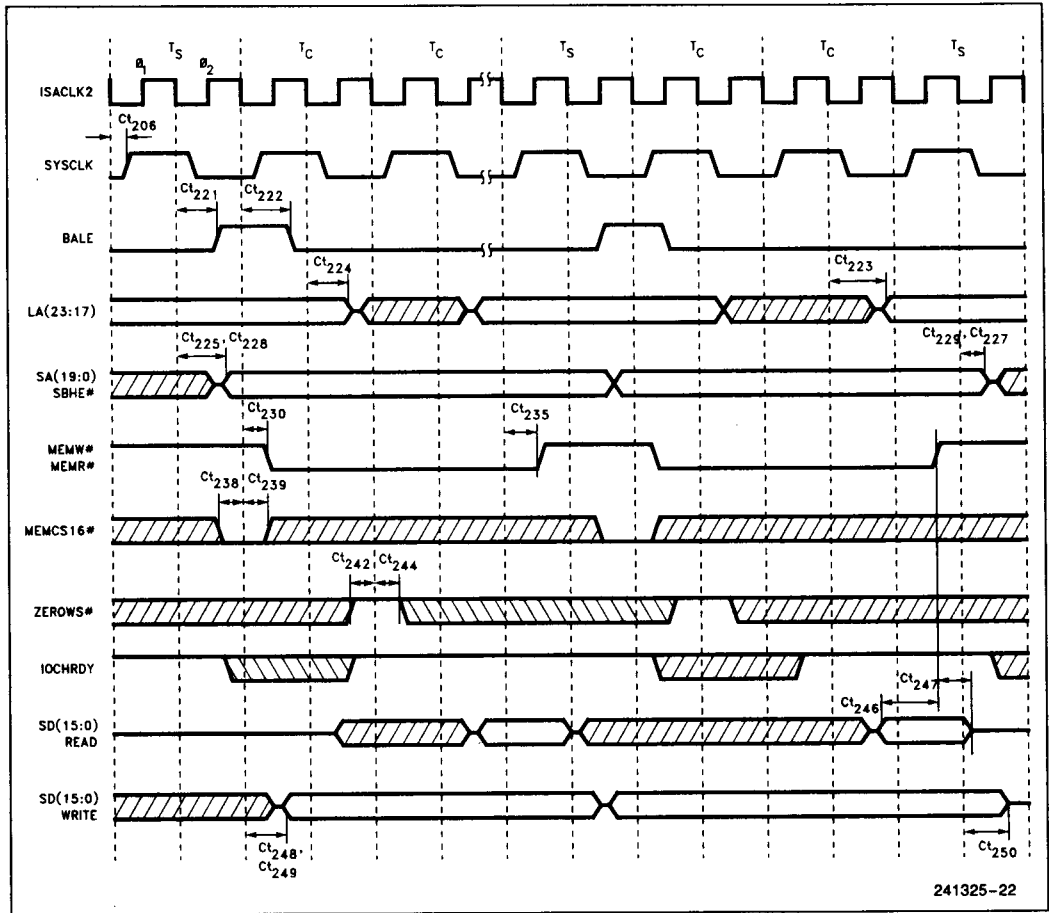 TS TC TC TS TC TC TS
ø1 ø2
ISACLK2
Ct206
SYSCLK
Ct221 Ct222
BALE
Ct224 Ct223
LA(23:17)
Ct225, Ct228 Ct229, Ct227
SA(19:0)
SBHE#
Ct230 Ct235
MEMW#
MEMR#
Ct238 Ct239
MEMCS16#
Ct242 Ct244
ZEROWS#
IOCHRDY
Ct247
Ct246
SD(15:0)
READ
SD(15:0)
WRITE
Ct248,
Ct249
Ct250
241325-22